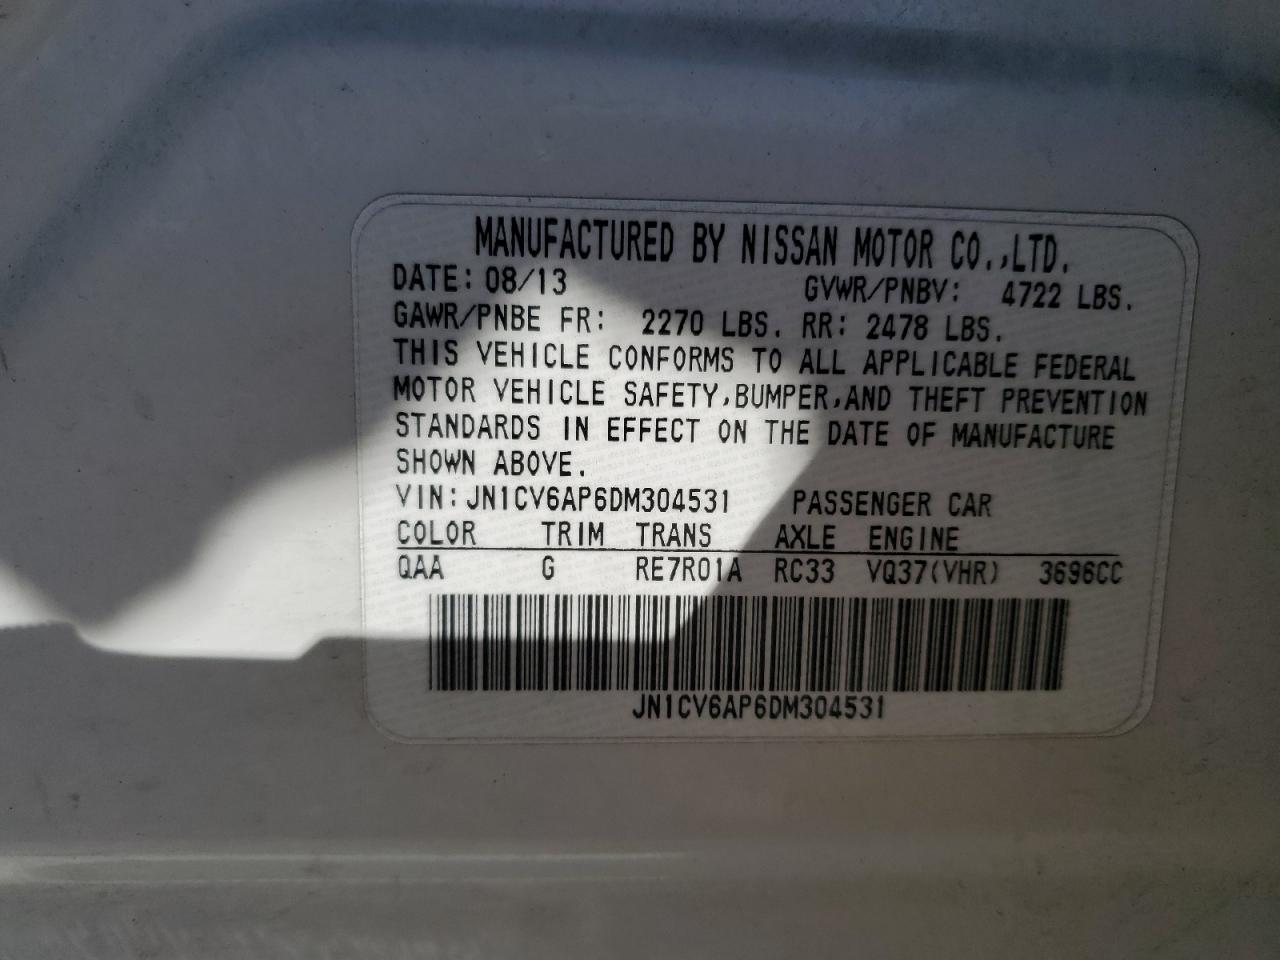 MANUFACTURED BY NISSAN MOTOR CO.,LTD.
DATE: 08/13 GVWR/PNBV: 4722 LBS.
GAWR/PNBE FR: 2270 LBS. RR: 2478 LBS.
THIS VEHICLE CONFORMS TO ALL APPLICABLE FEDERAL
MOTOR VEHICLE SAFETY,BUMPER,AND THEFT PREVENTION
STANDARDS IN EFFECT ON THE DATE OF MANUFACTURE
SHOWN ABOVE.
VIN: JN1CV6AP6DM304531 PASSENGER CAR
COLOR TRIM TRANS AXLE ENGINE
QAA G RE7R01A RC33 VQ37(VHR) 3696CC
JN1CV6AP6DM304531